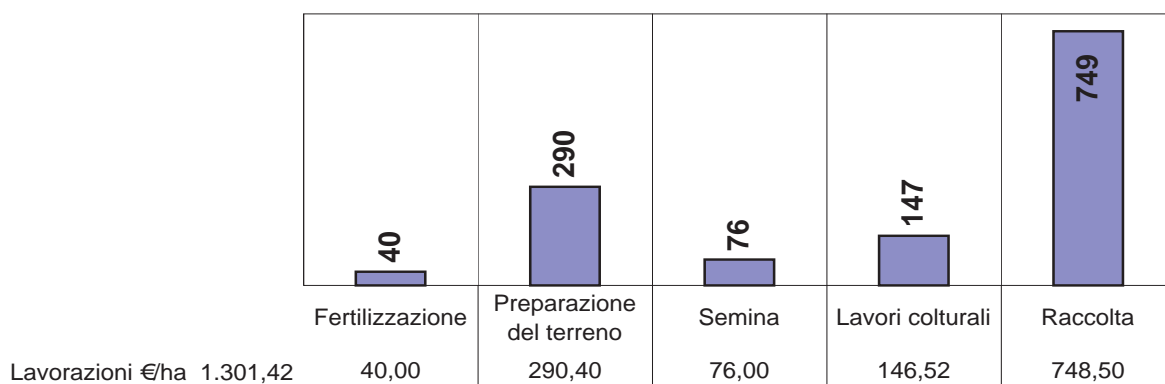 40
290
76
147
749
Fertilizzazione
Preparazione
del terreno
Semina
Lavori colturali
Raccolta
Lavorazioni €/ha 1.301,42 40,00 290,40 76,00 146,52 748,50